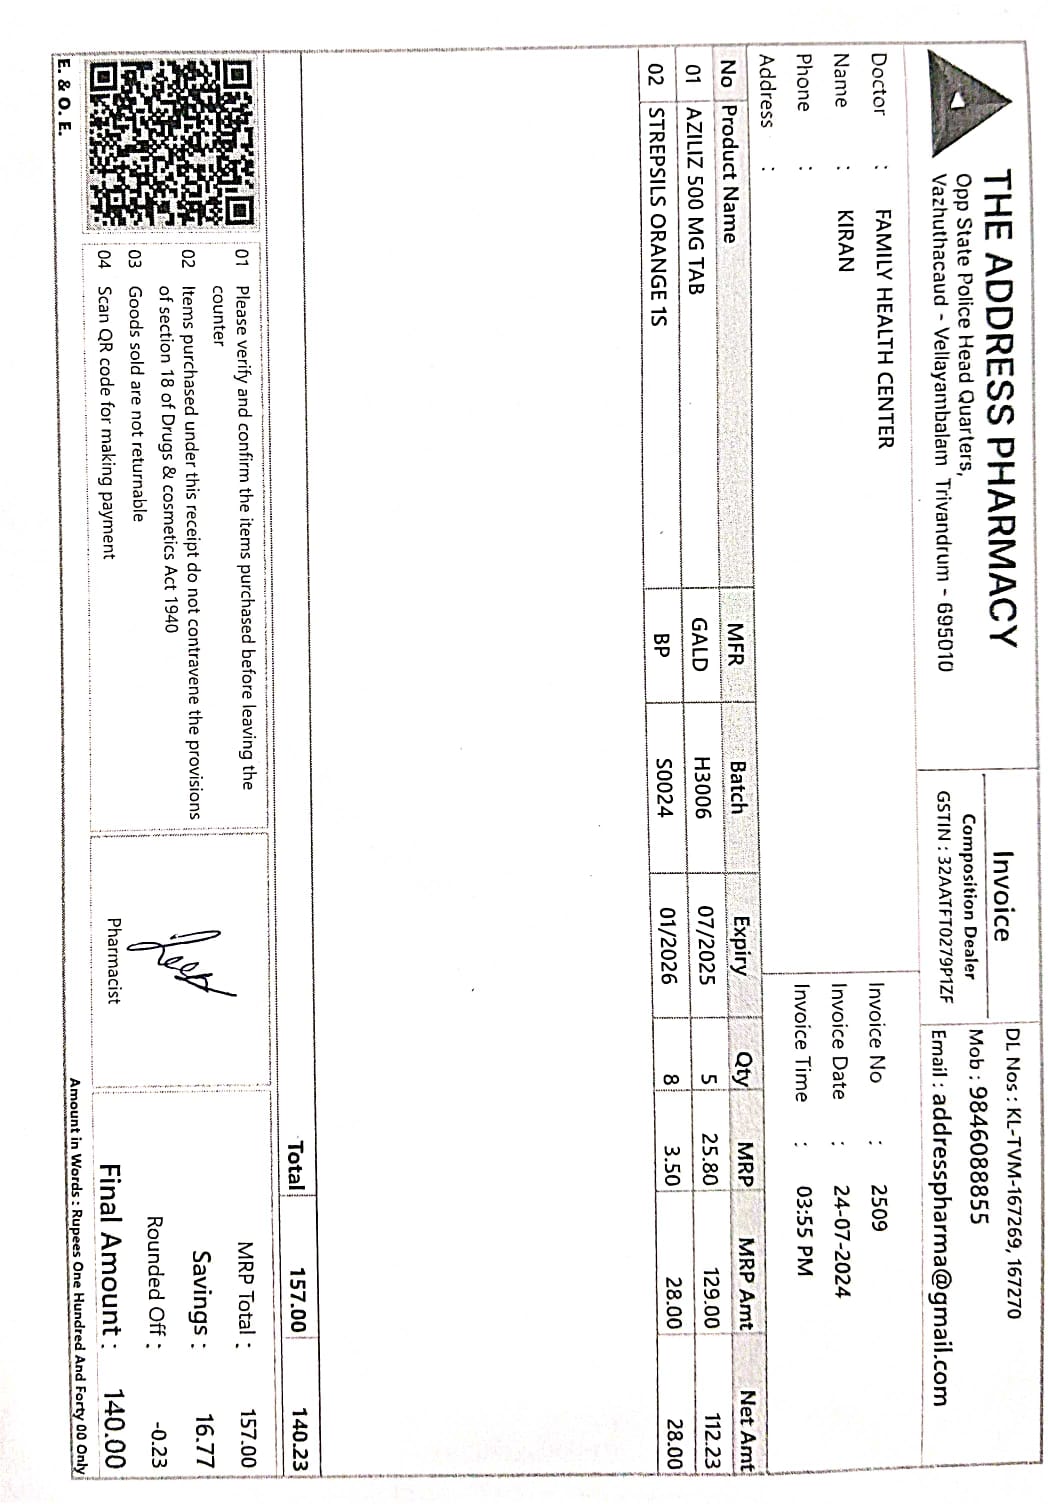 THE ADDRESS PHARMACY
Opp State Police Head Quarters,
Vazhuthacaud - Vellayambalam Trivandrum - 695010
Invoice
Composition Dealer
GSTIN : 32AATFT0279P1ZF
DL Nos : KL-TVM-167269, 167270
Mob : 9846088855
Email : addresspharma@gmail.com
Doctor : FAMILY HEALTH CENTER
Name : KIRAN
Phone :
Address :
Invoice No : 2509
Invoice Date : 24-07-2024
Invoice Time : 03:55 PM
No Product Name MFR Batch Expiry Qty MRP MRP Amt Net Amt
01 AZILIZ 500 MG TAB GALD H3006 07/2025 5 25.80 129.00 112.23
02 STREPSILS ORANGE 1S BP S0024 01/2026 8 3.50 28.00 28.00
Total 157.00 140.23
01 Please verify and confirm the items purchased before leaving the
counter
02 Items purchased under this receipt do not contravene the provisions
of section 18 of Drugs & cosmetics Act 1940
03 Goods sold are not returnable
04 Scan QR code for making payment
Pharmacist
MRP Total : 157.00
Savings : 16.77
Rounded Off : -0.23
Final Amount : 140.00
Amount in Words : Rupees One Hundred And Forty 00 Only
E. & O. E.